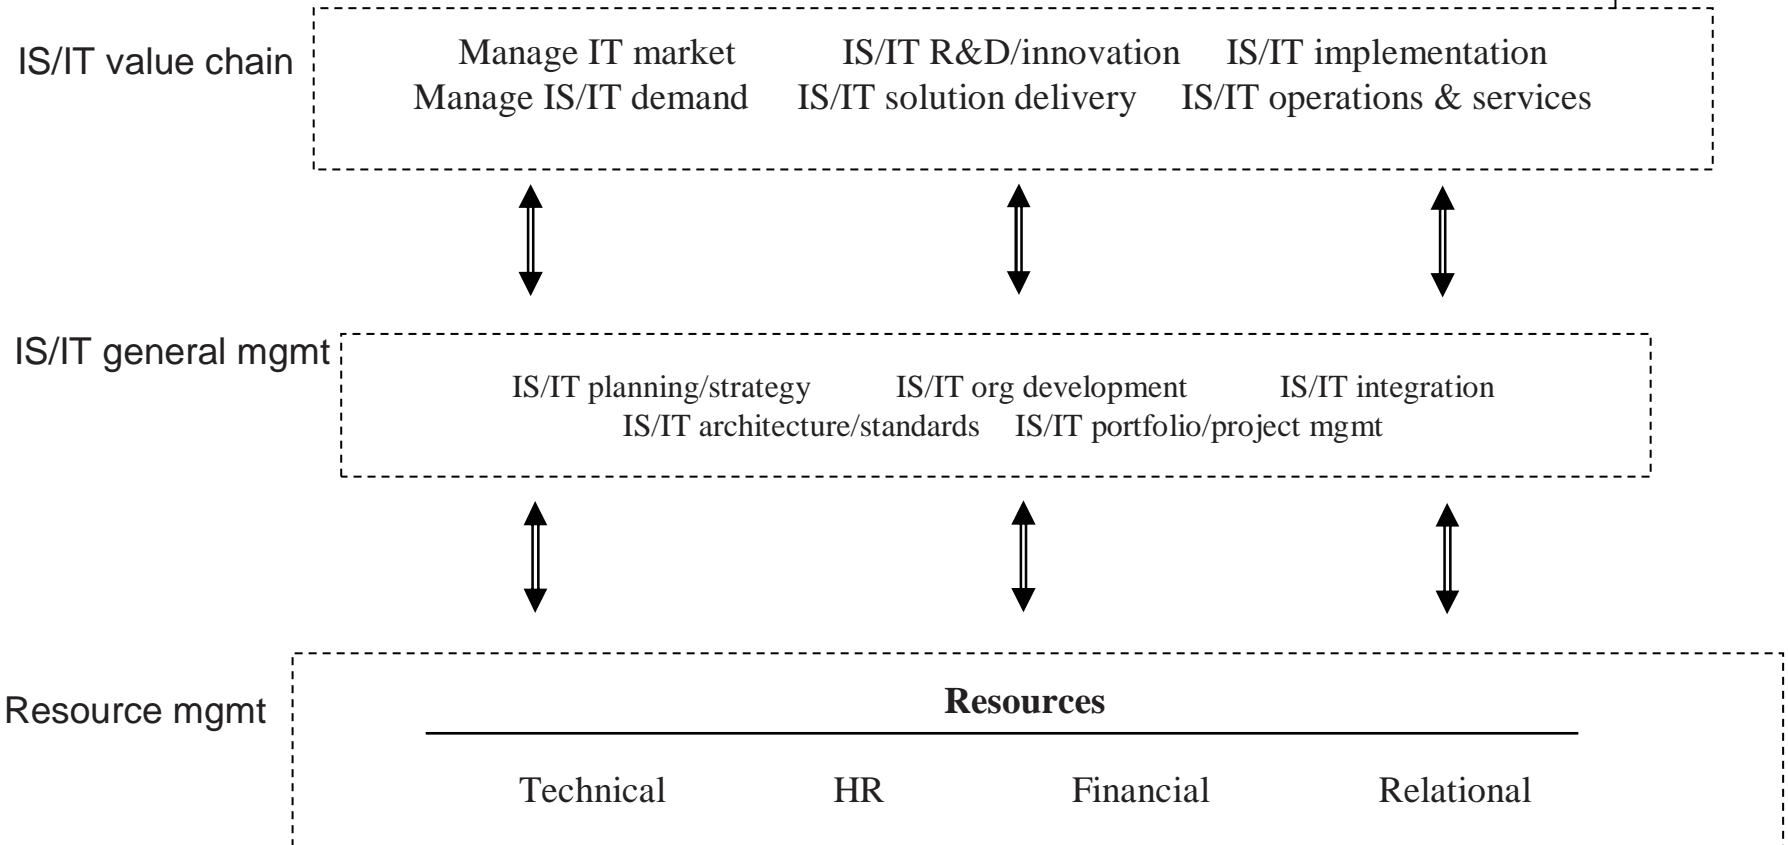 IS/IT value chain
Manage IT market IS/IT R&D/innovation IS/IT implementation
Manage IS/IT demand IS/IT solution delivery IS/IT operations & services
IS/IT general mgmt
IS/IT planning/strategy IS/IT org development IS/IT integration
IS/IT architecture/standards IS/IT portfolio/project mgmt
Resource mgmt
Resources
Technical HR Financial Relational